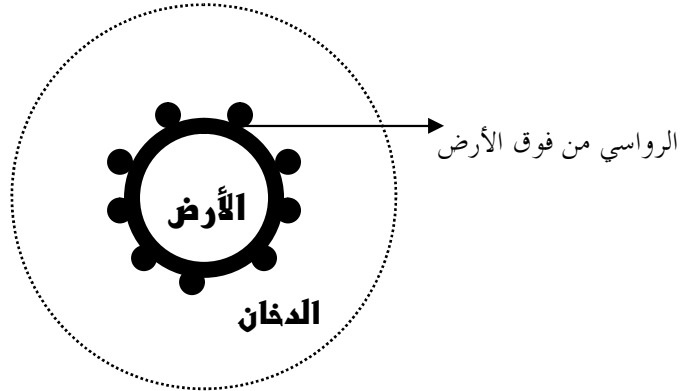 الرواسي من فوق الأرض
الأرض
الدخان